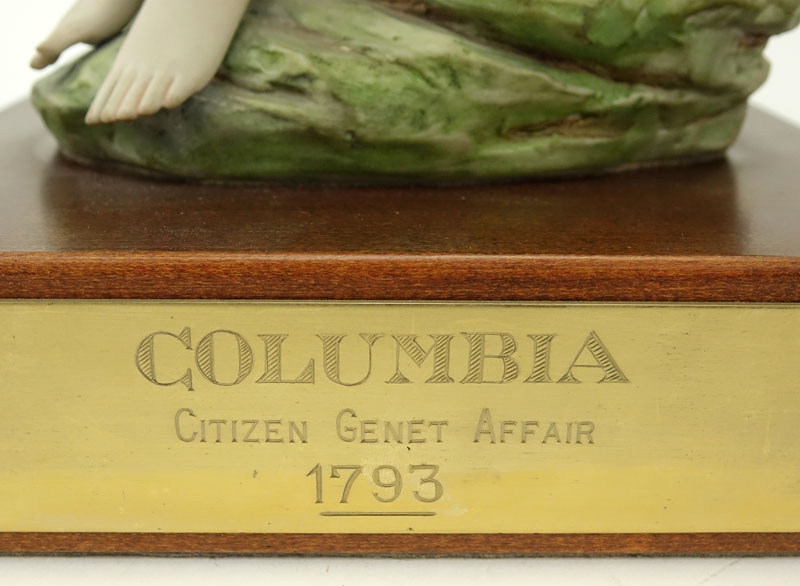 COLUMBIA
CITIZEN GENET AFFAIR
1793